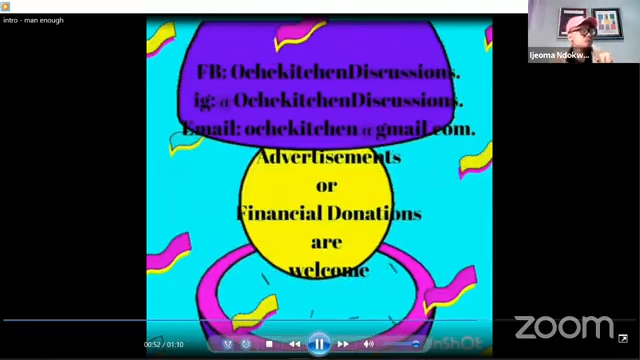 intro - man enough
Ijeoma Ndokw...
FB: OchekitchenDiscussions.
ig: @OchekitchenDiscussions.
Email: ochekitchen@gmail.com.
Advertisements
or
Financial Donations
are
welcome
00:52 / 01:10
zoom